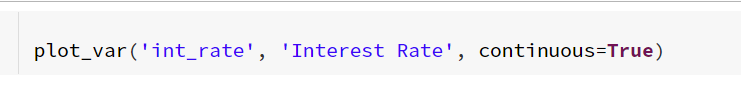 plot_var('int_rate', 'Interest Rate', continuous=True)